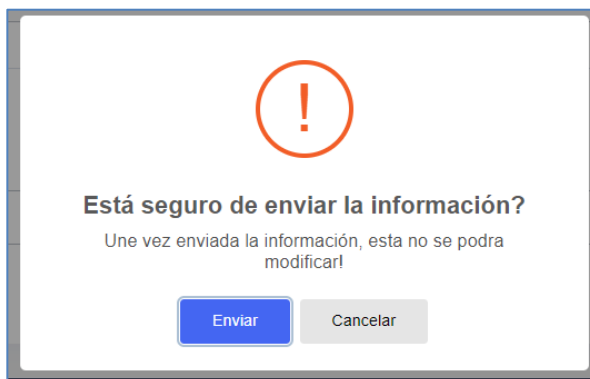 !
Está seguro de enviar la información?
Une vez enviada la información, esta no se podra
modificar!
Enviar
Cancelar